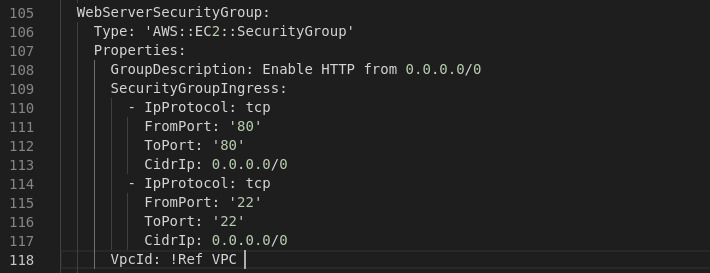 105 WebServerSecurityGroup:
106   Type: 'AWS::EC2::SecurityGroup'
107   Properties:
108     GroupDescription: Enable HTTP from 0.0.0.0/0
109     SecurityGroupIngress:
110       - IpProtocol: tcp
111         FromPort: '80'
112         ToPort: '80'
113         CidrIp: 0.0.0.0/0
114       - IpProtocol: tcp
115         FromPort: '22'
116         ToPort: '22'
117         CidrIp: 0.0.0.0/0
118     VpcId: !Ref VPC